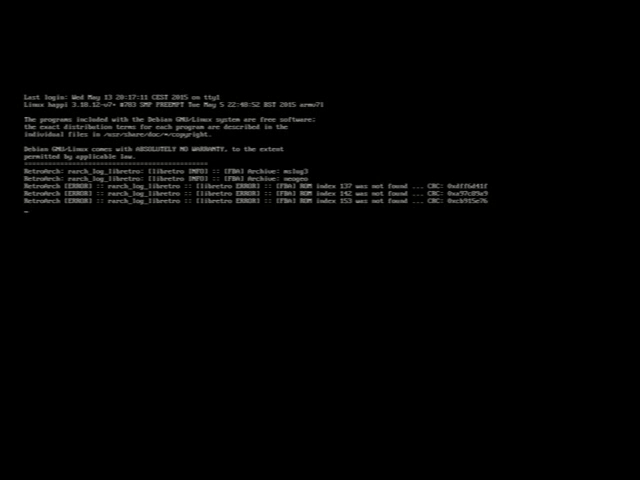 Last login: Wed May 13 20:17:11 CEST 2015 on tty1
Linux happi 3.18.12-v7+ #783 SMP PREEMPT Tue May 5 22:48:52 BST 2015 armv7l
The programs included with the Debian GNU/Linux system are free software;
the exact distribution terms for each program are described in the
individual files in /usr/share/doc/*/copyright.
Debian GNU/Linux comes with ABSOLUTELY NO WARRANTY, to the extent
permitted by applicable law.
RetroArch: rarch_log_libretro: [libretro INFO] :: [FBA] Archive: mslug3
RetroArch: rarch_log_libretro: [libretro INFO] :: [FBA] Archive: neogeo
RetroArch [ERROR] :: rarch_log_libretro :: [libretro ERROR] :: [FBA] ROM index 137 was not found ... CRC: 0xdff6d41f
RetroArch [ERROR] :: rarch_log_libretro :: [libretro ERROR] :: [FBA] ROM index 142 was not found ... CRC:
RetroArch [ERROR] :: rarch_log_libretro :: [libretro ERROR] :: [FBA] ROM index 153 was not found ... CRC: 0xcb915e76